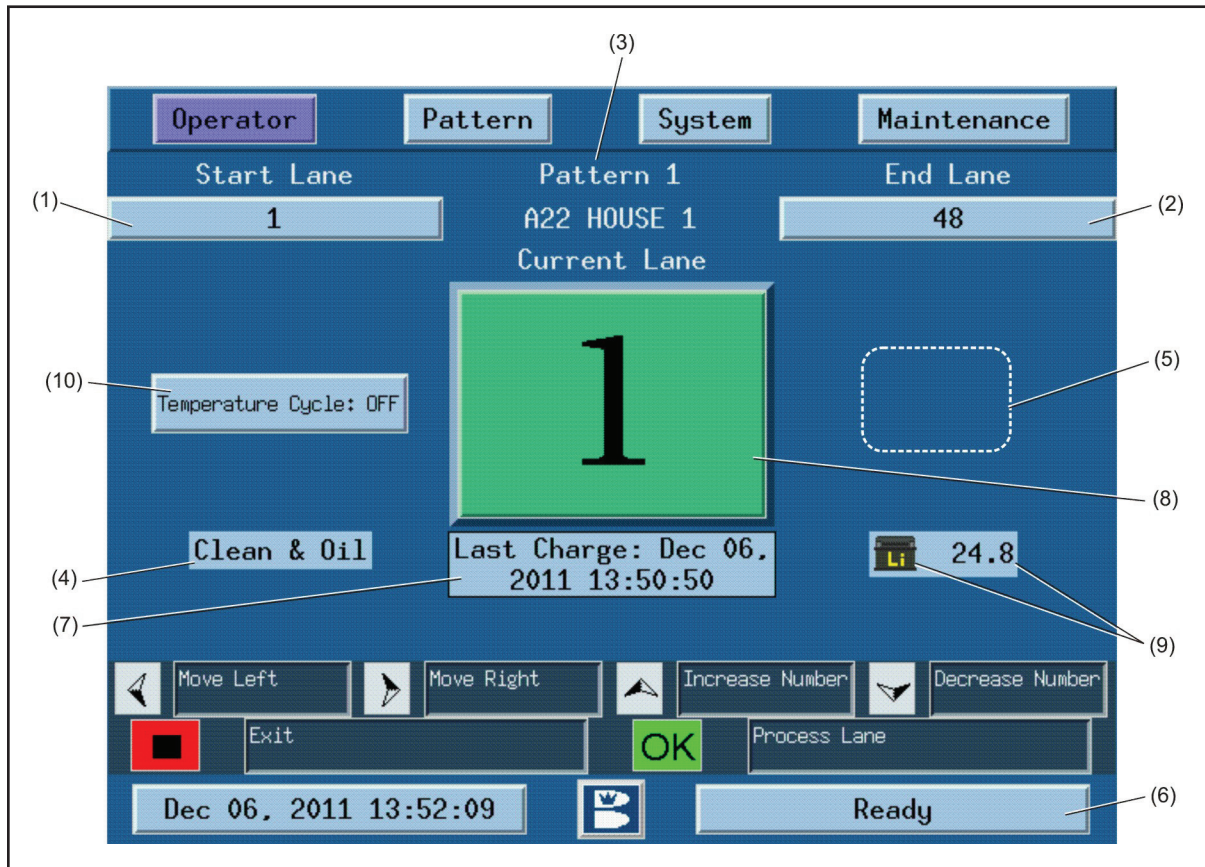 (3)
Operator Pattern System Maintenance
Start Lane Pattern 1 End Lane
(1) 1 A22 HOUSE 1 48 (2)
Current Lane
1
(5)
(10) Temperature Cycle: OFF
(8)
(4) Clean & Oil
Last Charge: Dec 06,
2011 13:50:50
Li 24.8
(7)
(9)
Move Left Move Right Increase Number Decrease Number
Exit OK Process Lane
Dec 06, 2011 13:52:09 B Ready (6)